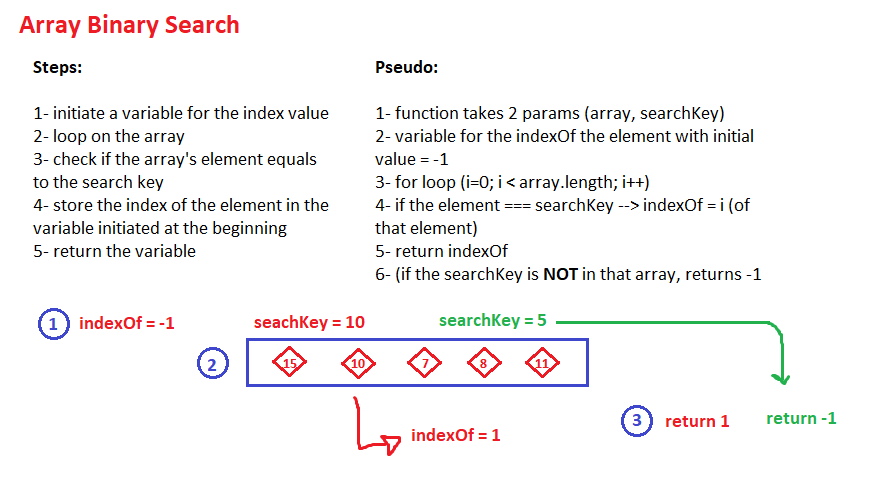 Array Binary Search
Steps:
1- initiate a variable for the index value
2- loop on the array
3- check if the array's element equals
to the search key
4- store the index of the element in the
variable initiated at the beginning
5- return the variable
Pseudo:
1- function takes 2 params (array, searchKey)
2- variable for the indexOf the element with initial
value = -1
3- for loop (i=0; i < array.length; i++)
4- if the element === searchKey --> indexOf = i (of
that element)
5- return indexOf
6- (if the searchKey is NOT in that array, returns -1
1 indexOf = -1
seachKey = 10
searchKey = 5
2
15 10 7 8 11
indexOf = 1
3 return 1
return -1